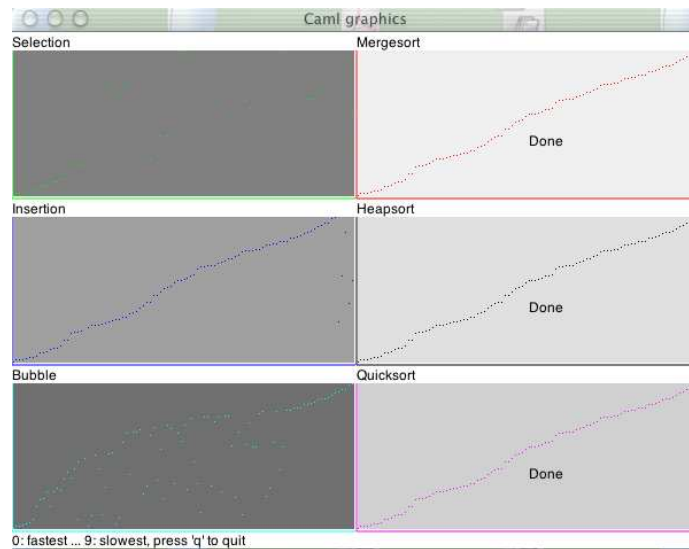 Caml graphics
Selection
Mergesort
Done
Insertion
Heapsort
Done
Bubble
Quicksort
Done
0: fastest ... 9: slowest, press 'q' to quit